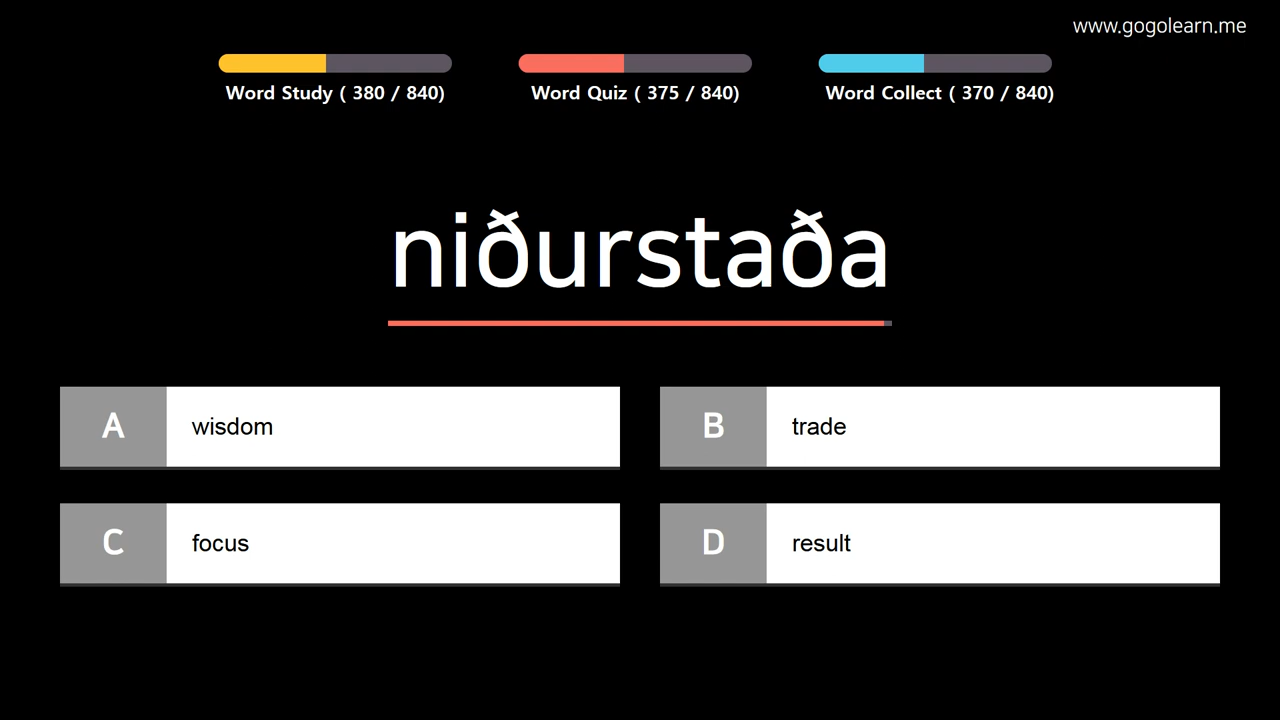 www.gogolearn.me
Word Study ( 380 / 840)
Word Quiz ( 375 / 840)
Word Collect ( 370 / 840)
niðurstaða
A wisdom
B trade
C focus
D result